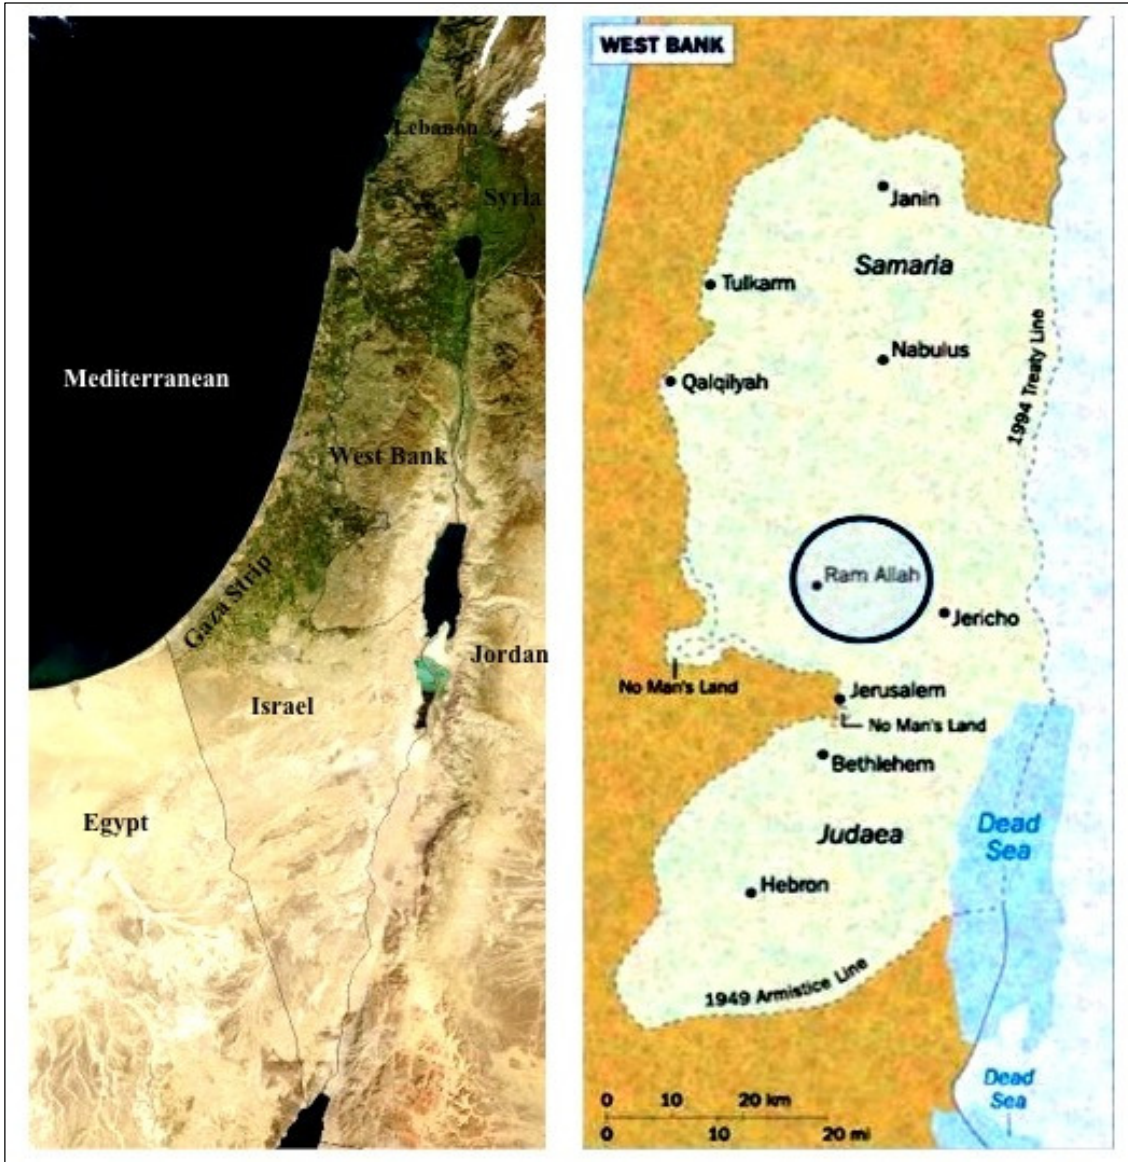 Lebanon
Syria
Mediterranean
West Bank
Gaza Strip
Jordan
Israel
Egypt
WEST BANK
Janin
Samaria
Tulkarm
Nabulus
Qalqilyah
1994 Treaty Line
Ram Allah
Jericho
No Man's Land
Jerusalem
No Man's Land
Bethlehem
Judaea
Dead
Sea
Hebron
1949 Armistice Line
Dead
Sea
0 10 20 km
0 10 20 mi